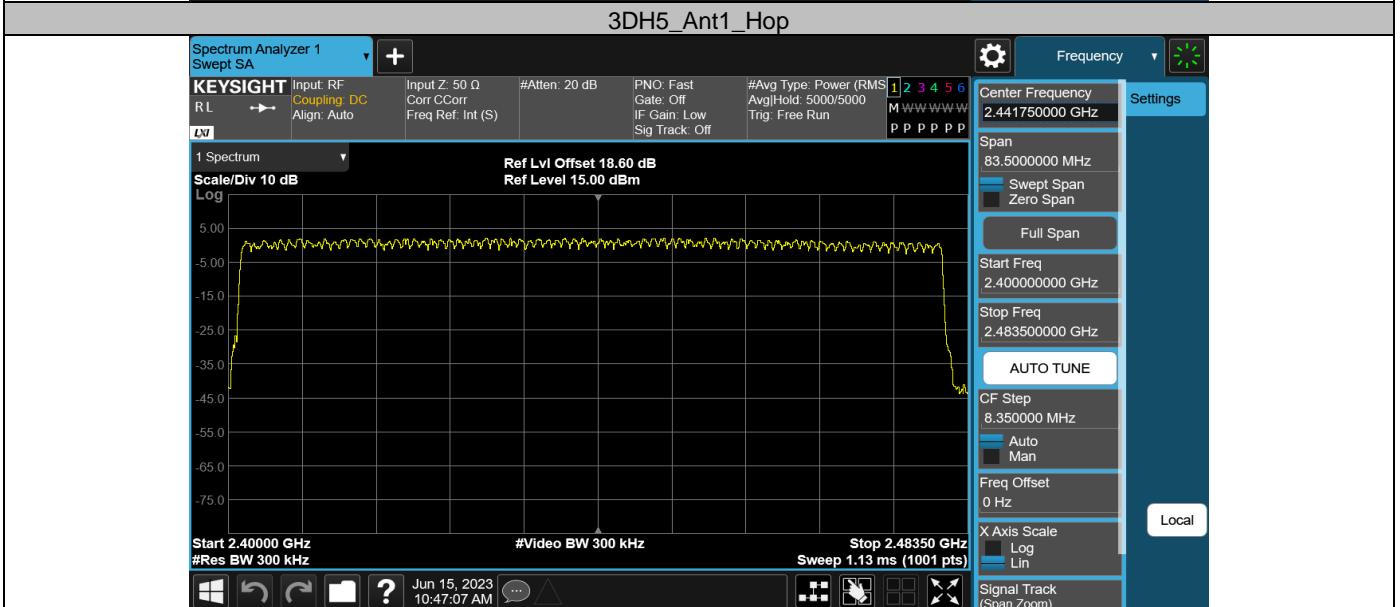 3DH5_Ant1_Hop
Spectrum Analyzer 1
Swept SA
+
Frequency
KEYSIGHT
R L
LXI
Input: RF
Coupling: DC
Align: Auto
Input Z: 50 Ω
Corr CCorr
Freq Ref: Int (S)
#Atten: 20 dB
PNO: Fast
Gate: Off
IF Gain: Low
Sig Track: Off
#Avg Type: Power (RMS
Avg|Hold: 5000/5000
Trig: Free Run
1 2 3 4 5 6
M W W W W W
P P P P P P
1 Spectrum
Scale/Div 10 dB
Ref Lvl Offset 18.60 dB
Ref Level 15.00 dBm
Log
5.00
-5.00
-15.0
-25.0
-35.0
-45.0
-55.0
-65.0
-75.0
Start 2.40000 GHz
#Res BW 300 kHz
#Video BW 300 kHz
Stop 2.48350 GHz
Sweep 1.13 ms (1001 pts)
Center Frequency
2.441750000 GHz
Settings
Span
83.5000000 MHz
Swept Span
Zero Span
Full Span
Start Freq
2.400000000 GHz
Stop Freq
2.483500000 GHz
AUTO TUNE
CF Step
8.350000 MHz
Auto
Man
Freq Offset
0 Hz
X Axis Scale
Log
Lin
Local
Signal Track
(Span Zoom)
?
Jun 15, 2023
10:47:07 AM